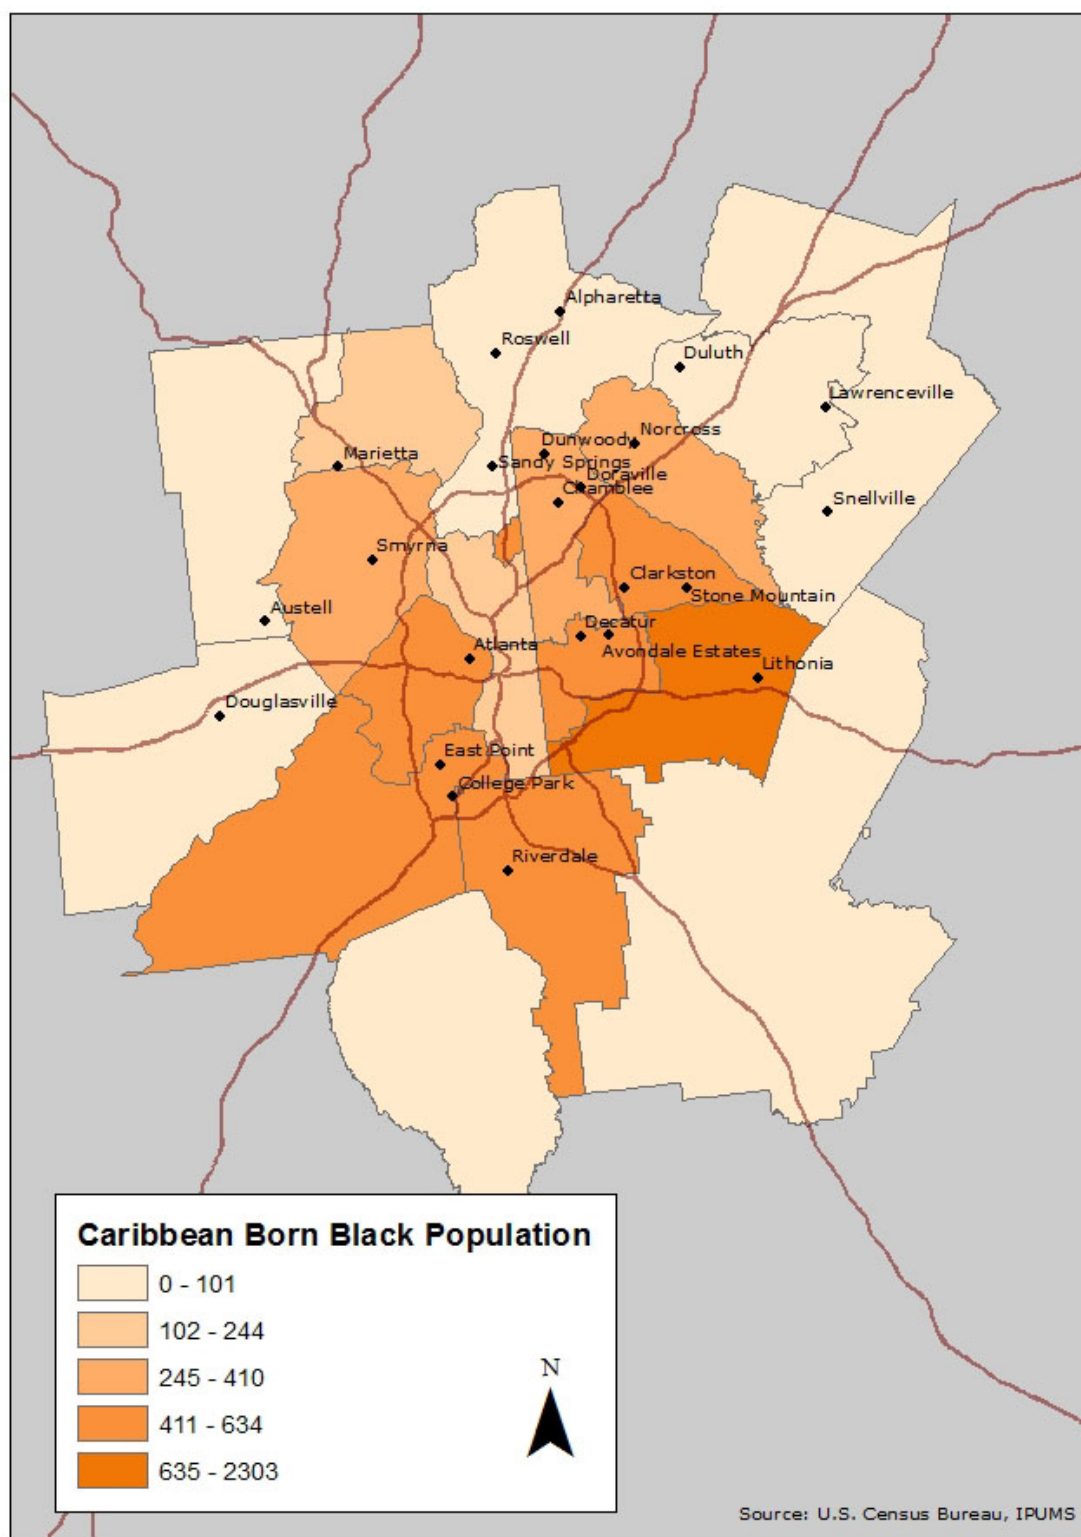 Alpharetta
Roswell
Duluth
Lawrenceville
Norcross
Dunwoody
Marietta
Sandy Springs
Doraville
Chamblee
Snellville
Smyrna
Clarkston
Stone Mountain
Austell
Decatur
Atlanta
Avondale Estates
Lithonia
Douglasville
East Point
College Park
Riverdale
Caribbean Born Black Population
0 - 101
102 - 244
245 - 410
411 - 634
635 - 2303
N
Source: U.S. Census Bureau, IPUMS